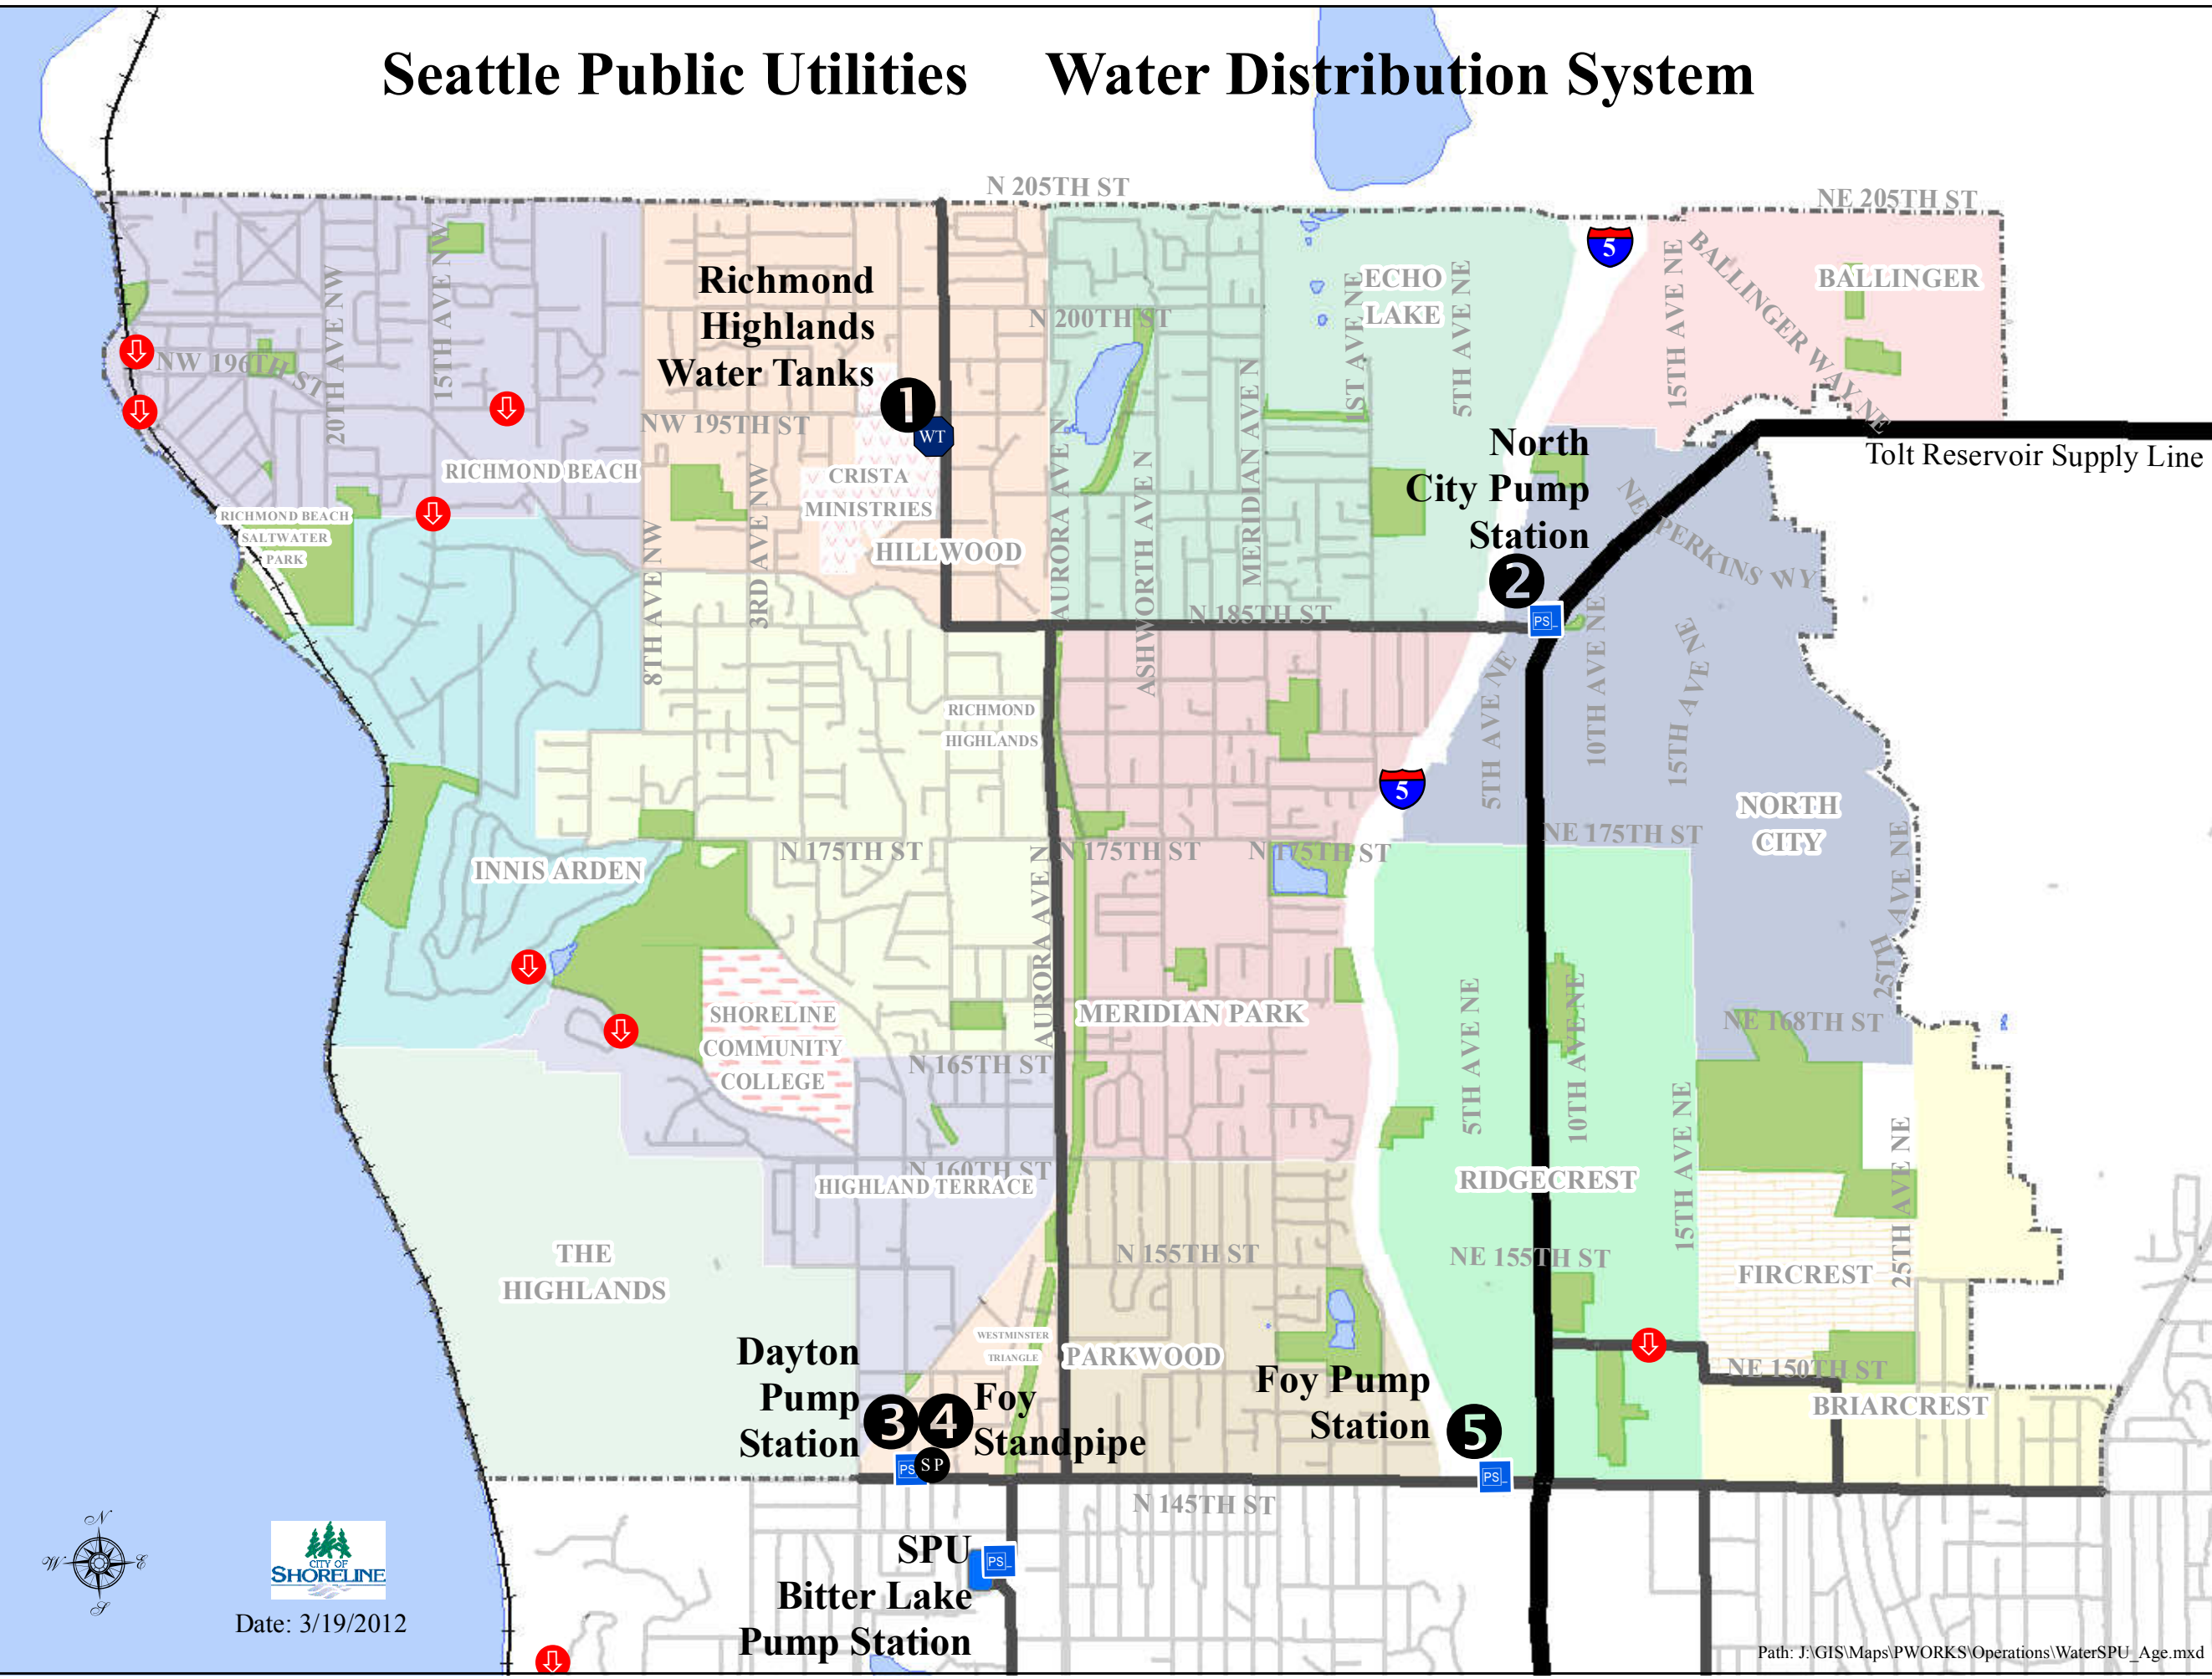 Seattle Public Utilities Water Distribution System
N 205TH ST
NE 205TH ST
5
Richmond
Highlands
Water Tanks
1
WT
N 200TH ST
ECHO
LAKE
1ST AVE NE
5TH AVE NE
15TH AVE NE
BALLINGER WAY NE
BALLINGER
NW 196TH ST
20TH AVE NW
15TH AVE NW
NW 195TH ST
RICHMOND BEACH
CRISTA
MINISTRIES
HILLWOOD
3RD AVE NW
8TH AVE NW
AURORA AVE N
ASHWORTH AVE N
MERIDIAN AVE N
North
City Pump
Station
2
PS_
Tolt Reservoir Supply Line
NE PERKINS WY
RICHMOND BEACH
SALTWATER
PARK
N 185TH ST
5TH AVE NE
10TH AVE NE
15TH AVE NE
RICHMOND
HIGHLANDS
5
NORTH
CITY
NE 175TH ST
N 175TH ST
N 175TH ST
N 175TH ST
25TH AVE NE
INNIS ARDEN
AURORA AVE N
SHORELINE
COMMUNITY
COLLEGE
MERIDIAN PARK
5TH AVE NE
10TH AVE NE
NE 168TH ST
N 165TH ST
15TH AVE NE
25TH AVE NE
N 160TH ST
HIGHLAND TERRACE
RIDGECREST
THE
HIGHLANDS
N 155TH ST
NE 155TH ST
FIRCREST
WESTMINSTER
TRIANGLE
PARKWOOD
NE 150TH ST
BRIARCREST
Dayton
Pump
Station
3
4
Foy
Standpipe
PS
SP
Foy Pump
Station
5
PS_
N 145TH ST
SPU
Bitter Lake
Pump Station
PS_
N
W
E
S
CITY OF
SHORELINE
Date: 3/19/2012
Path: J:\GIS\Maps\PWORKS\Operations\WaterSPU_Age.mxd